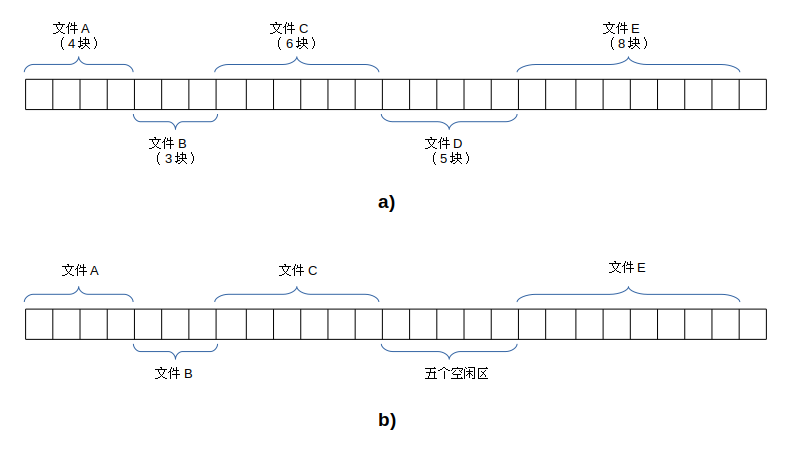 文件 A
（4 块）
文件 C
（6 块）
文件 E
（8 块）
文件 B
（3 块）
文件 D
（5 块）
a)
文件 A
文件 C
文件 E
文件 B
五个空闲区
b)